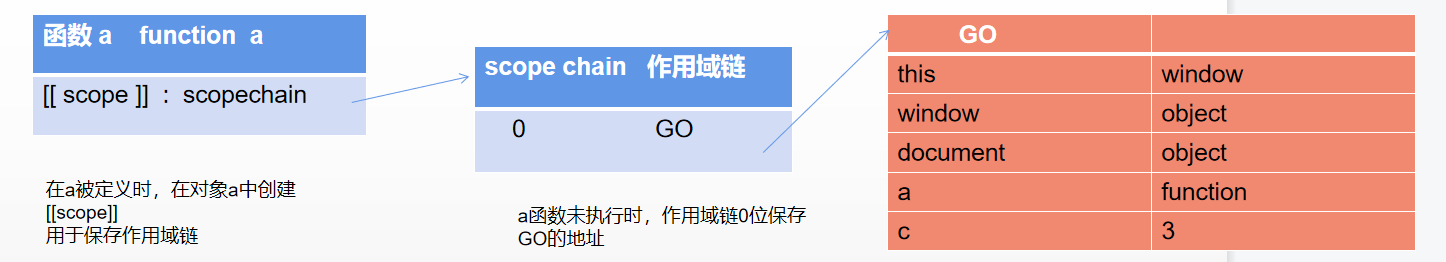 函数 a function a
[[ scope ]] : scopechain
在a被定义时，在对象a中创建
[[scope]]
用于保存作用域链
scope chain 作用域链
0 GO
a函数未执行时，作用域链0位保存
GO的地址
GO
this window
window object
document object
a function
c 3